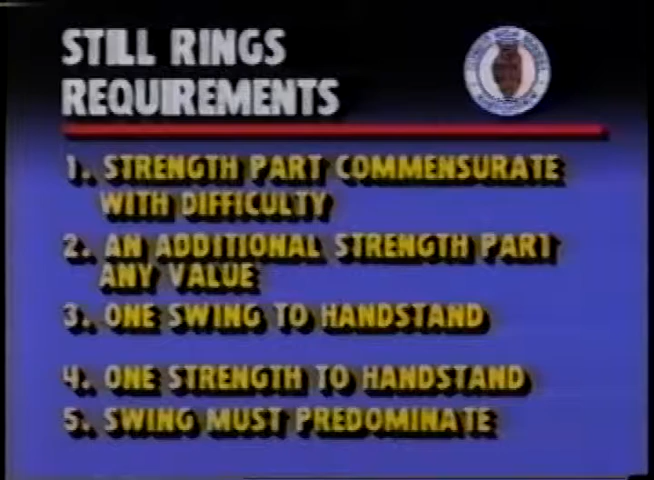 STILL RINGS
REQUIREMENTS
1. STRENGTH PART COMMENSURATE
WITH DIFFICULTY
2. AN ADDITIONAL STRENGTH PART
ANY VALUE
3. ONE SWING TO HANDSTAND
4. ONE STRENGTH TO HANDSTAND
5. SWING MUST PREDOMINATE